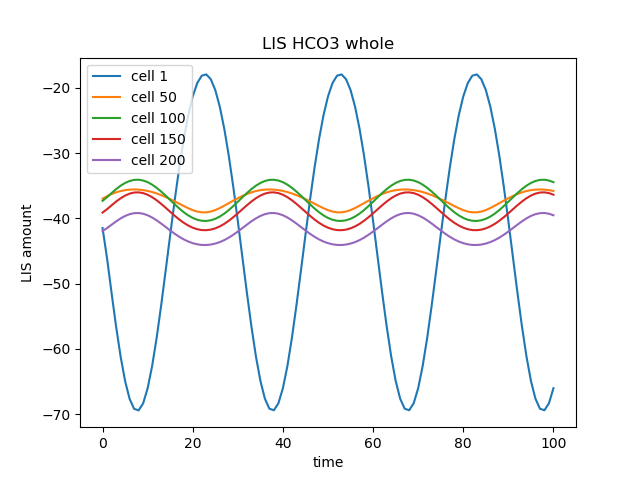 LIS HCO3 whole
cell 1
cell 50
cell 100
cell 150
cell 200
LIS amount
−20
−30
−40
−50
−60
−70
0 20 40 60 80 100
time